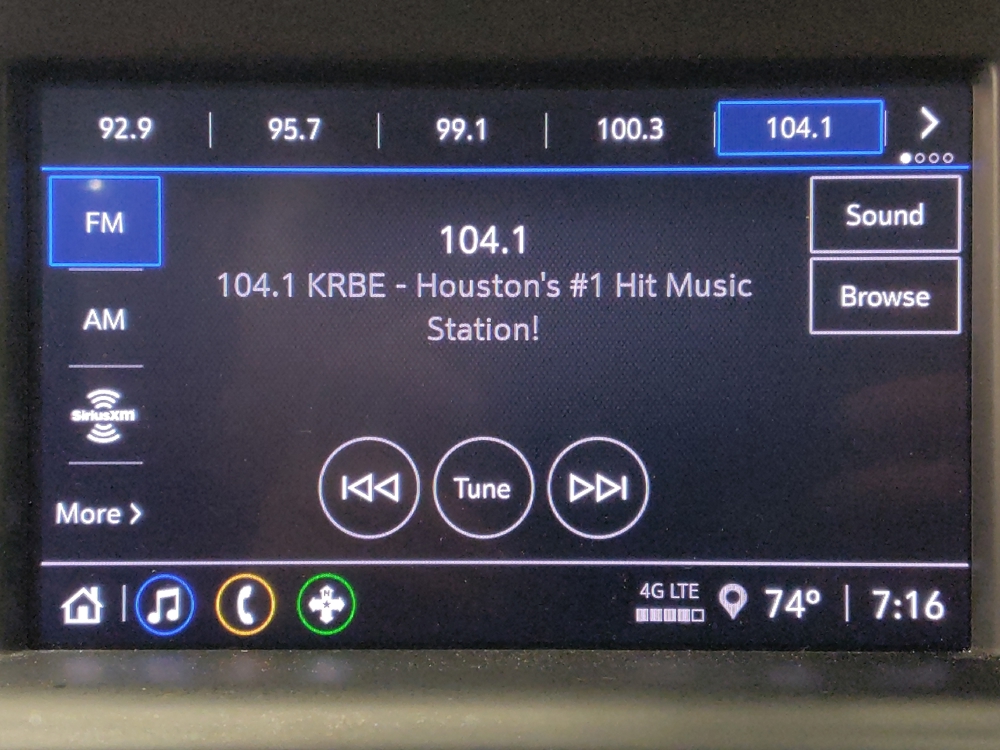 92.9 | 95.7 | 99.1 | 100.3 | 104.1
FM
104.1
Sound
104.1 KRBE - Houston's #1 Hit Music
Station!
Browse
AM
SiriusXM
Tune
More
4G LTE
74° | 7:16